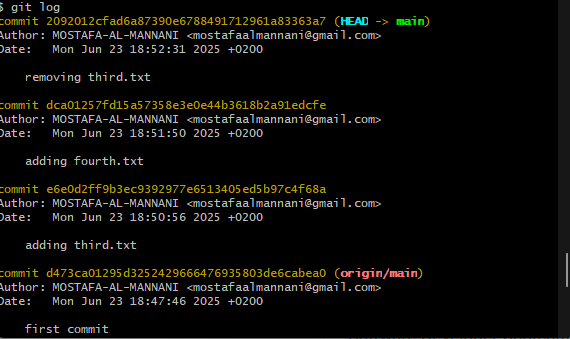 $ git log
commit 2092012cfad6a87390e6788491712961a83363a7 (HEAD -> main)
Author: MOSTAFA-AL-MANNANI <mostafaalmannani@gmail.com>
Date:   Mon Jun 23 18:52:31 2025 +0200
removing third.txt
commit dca01257fd15a57358e3e0e44b3618b2a91edcfe
Author: MOSTAFA-AL-MANNANI <mostafaalmannani@gmail.com>
Date:   Mon Jun 23 18:51:50 2025 +0200
adding fourth.txt
commit e6e0d2ff9b3ec9392977e6513405ed5b97c4f68a
Author: MOSTAFA-AL-MANNANI <mostafaalmannani@gmail.com>
Date:   Mon Jun 23 18:50:56 2025 +0200
adding third.txt
commit d473ca01295d3252429666476935803de6cabea0 (origin/main)
Author: MOSTAFA-AL-MANNANI <mostafaalmannani@gmail.com>
Date:   Mon Jun 23 18:47:46 2025 +0200
first commit